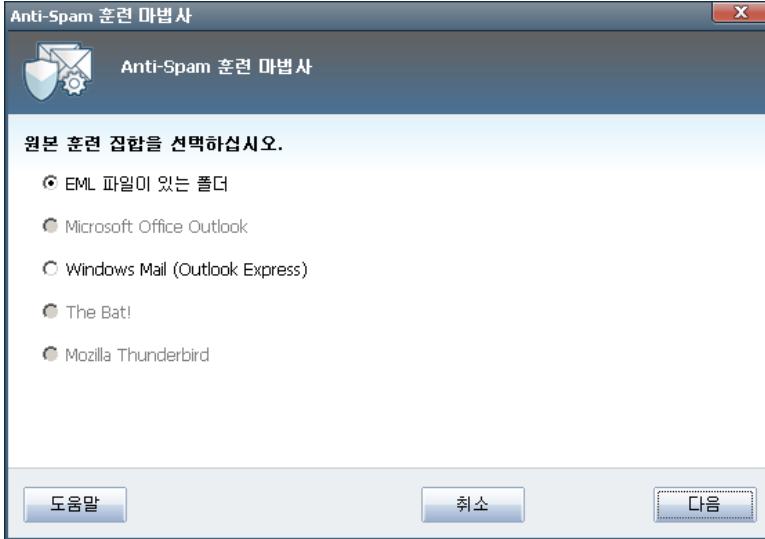 Anti-Spam 훈련 마법사
Anti-Spam 훈련 마법사
원본 훈련 집합을 선택하십시오.
EML 파일이 있는 폴더
Microsoft Office Outlook
Windows Mail (Outlook Express)
The Bat!
Mozilla Thunderbird
도움말
취소
다음